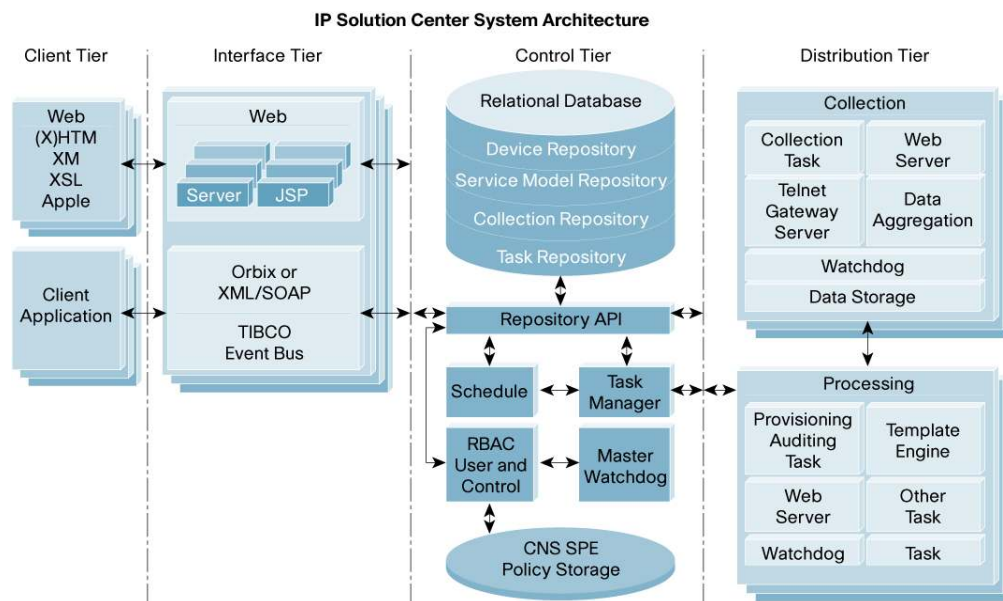 IP Solution Center System Architecture
Client Tier
Interface Tier
Control Tier
Distribution Tier
Web
(X)HTM
XM
XSL
Apple
Client
Application
Web
Server
JSP
Orbix or
XML/SOAP
TIBCO
Event Bus
Relational Database
Device Repository
Service Model Repository
Collection Repository
Task Repository
Repository API
Schedule
Task
Manager
RBAC
User and
Control
Master
Watchdog
CNS SPE
Policy Storage
Collection
Collection
Task
Web
Server
Telnet
Gateway
Server
Data
Aggregation
Watchdog
Data Storage
Processing
Provisioning
Auditing
Task
Template
Engine
Web
Server
Other
Task
Watchdog
Task